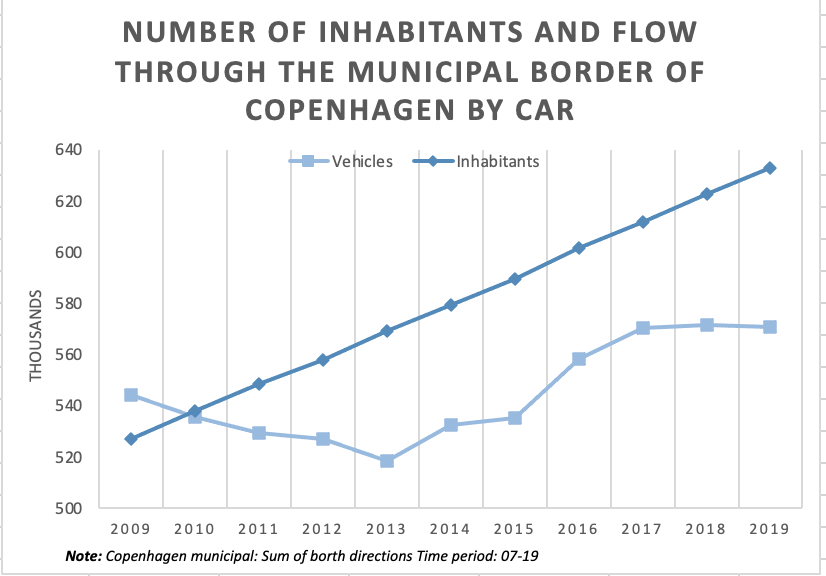 NUMBER OF INHABITANTS AND FLOW
THROUGH THE MUNICIPAL BORDER OF
COPENHAGEN BY CAR
640
Vehicles Inhabitants
620
600
580
560
540
520
500
THOUSANDS
2009 2010 2011 2012 2013 2014 2015 2016 2017 2018 2019
Note: Copenhagen municipal: Sum of borth directions Time period: 07-19